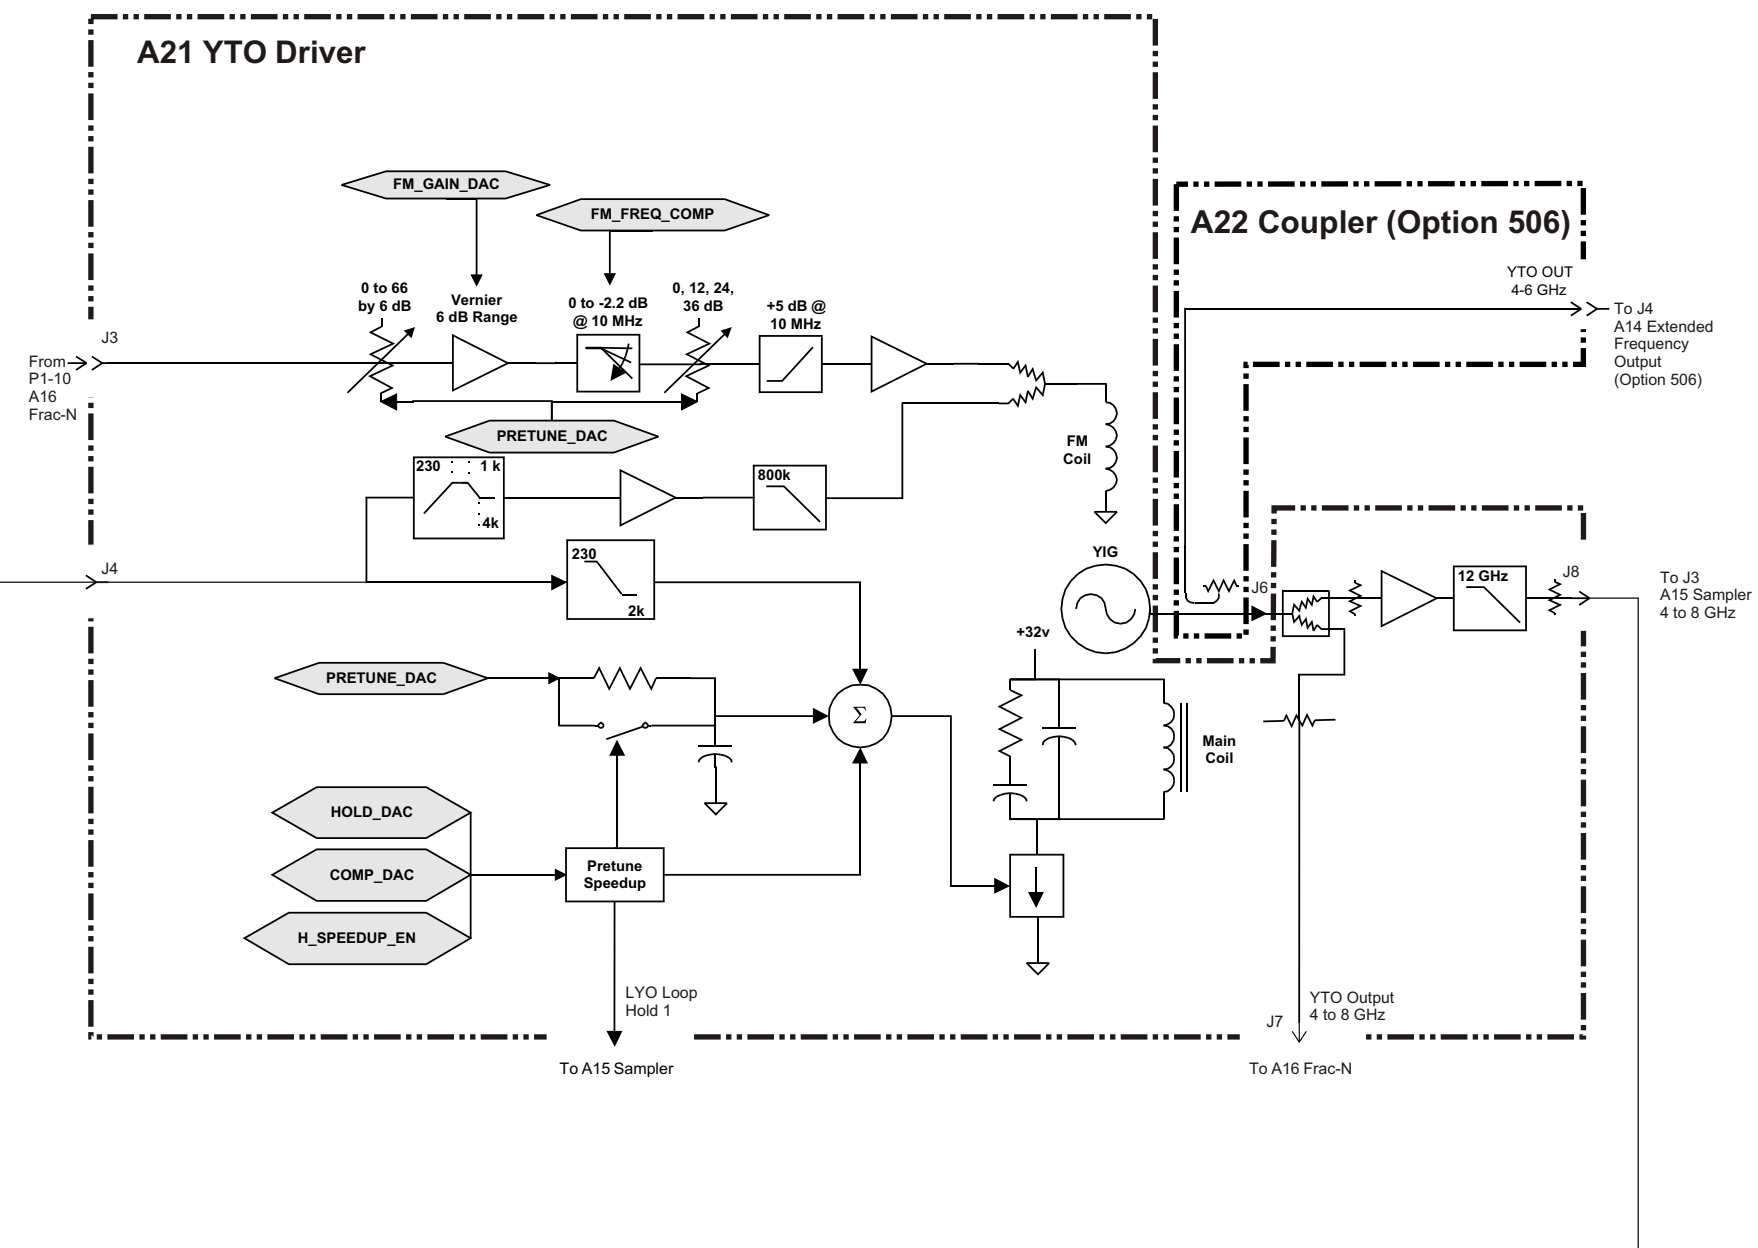 A21 YTO Driver
FM_GAIN_DAC
FM_FREQ_COMP
A22 Coupler (Option 506)
YTO OUT
4-6 GHz
0 to 66
by 6 dB
Vernier
6 dB Range
0 to -2.2 dB
@ 10 MHz
0, 12, 24,
36 dB
+5 dB @
10 MHz
J3
From
P1-10
A16
Frac-N
To J4
A14 Extended
Frequency
Output
(Option 506)
PRETUNE_DAC
FM
Coil
230
1 k
4k
800k
J4
230
2k
YIG
J6
12 GHz
J8
To J3
A15 Sampler
4 to 8 GHz
+32v
PRETUNE_DAC
Σ
Main
Coil
HOLD_DAC
COMP_DAC
H_SPEEDUP_EN
Pretune
Speedup
LYO Loop
Hold 1
To A15 Sampler
YTO Output
4 to 8 GHz
J7
To A16 Frac-N